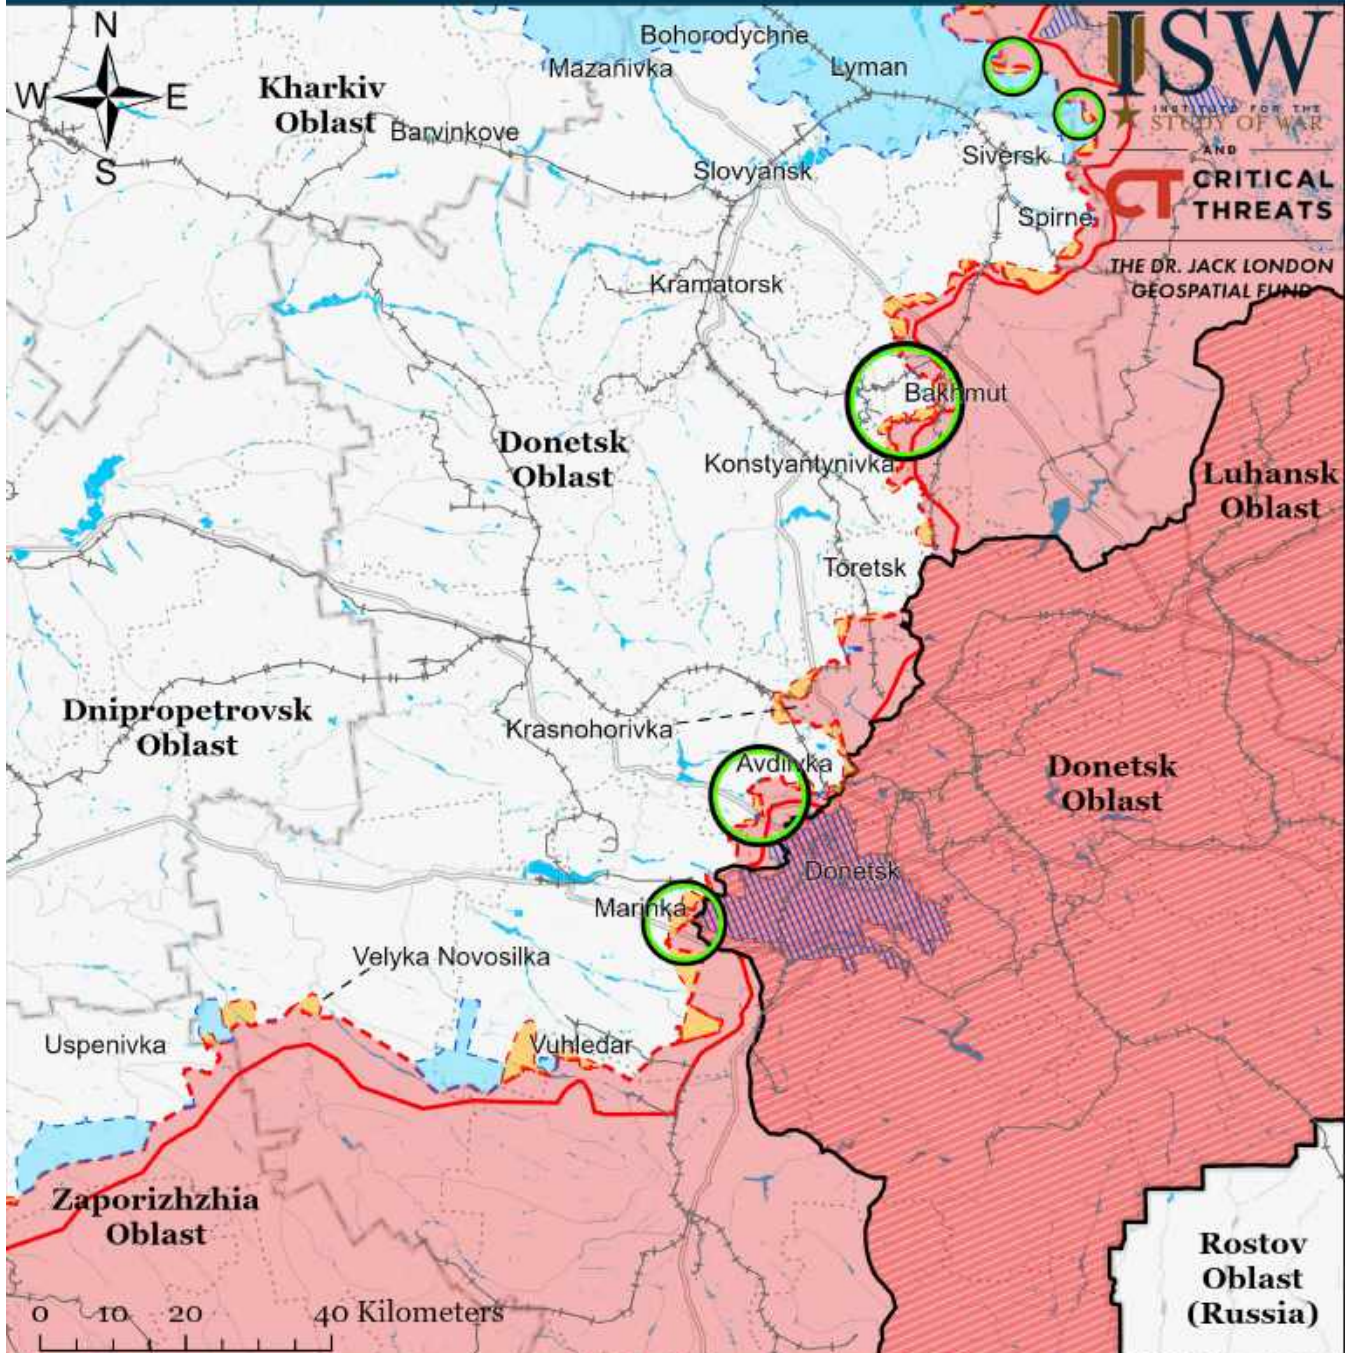 N
W E
S
Kharkiv
Oblast
Barvinkove
Bohorodychne
Mazanivka
Lyman
ISW
INSTITUTE FOR THE
STUDY OF WAR
AND
CT CRITICAL
THREATS
THE DR. JACK LONDON
GEOSPATIAL FUND
Slovyansk
Siversk
Spirne
Kramatorsk
Bakhmut
Donetsk
Oblast
Konstyantynivka
Luhansk
Oblast
Toretsk
Dnipropetrovsk
Oblast
Krasnohorivka
Avdiivka
Donetsk
Oblast
Donetsk
Marinka
Velyka Novosilka
Uspenivka
Vuhledar
Zaporizhzhia
Oblast
Rostov
Oblast
(Russia)
0 10 20 40 Kilometers